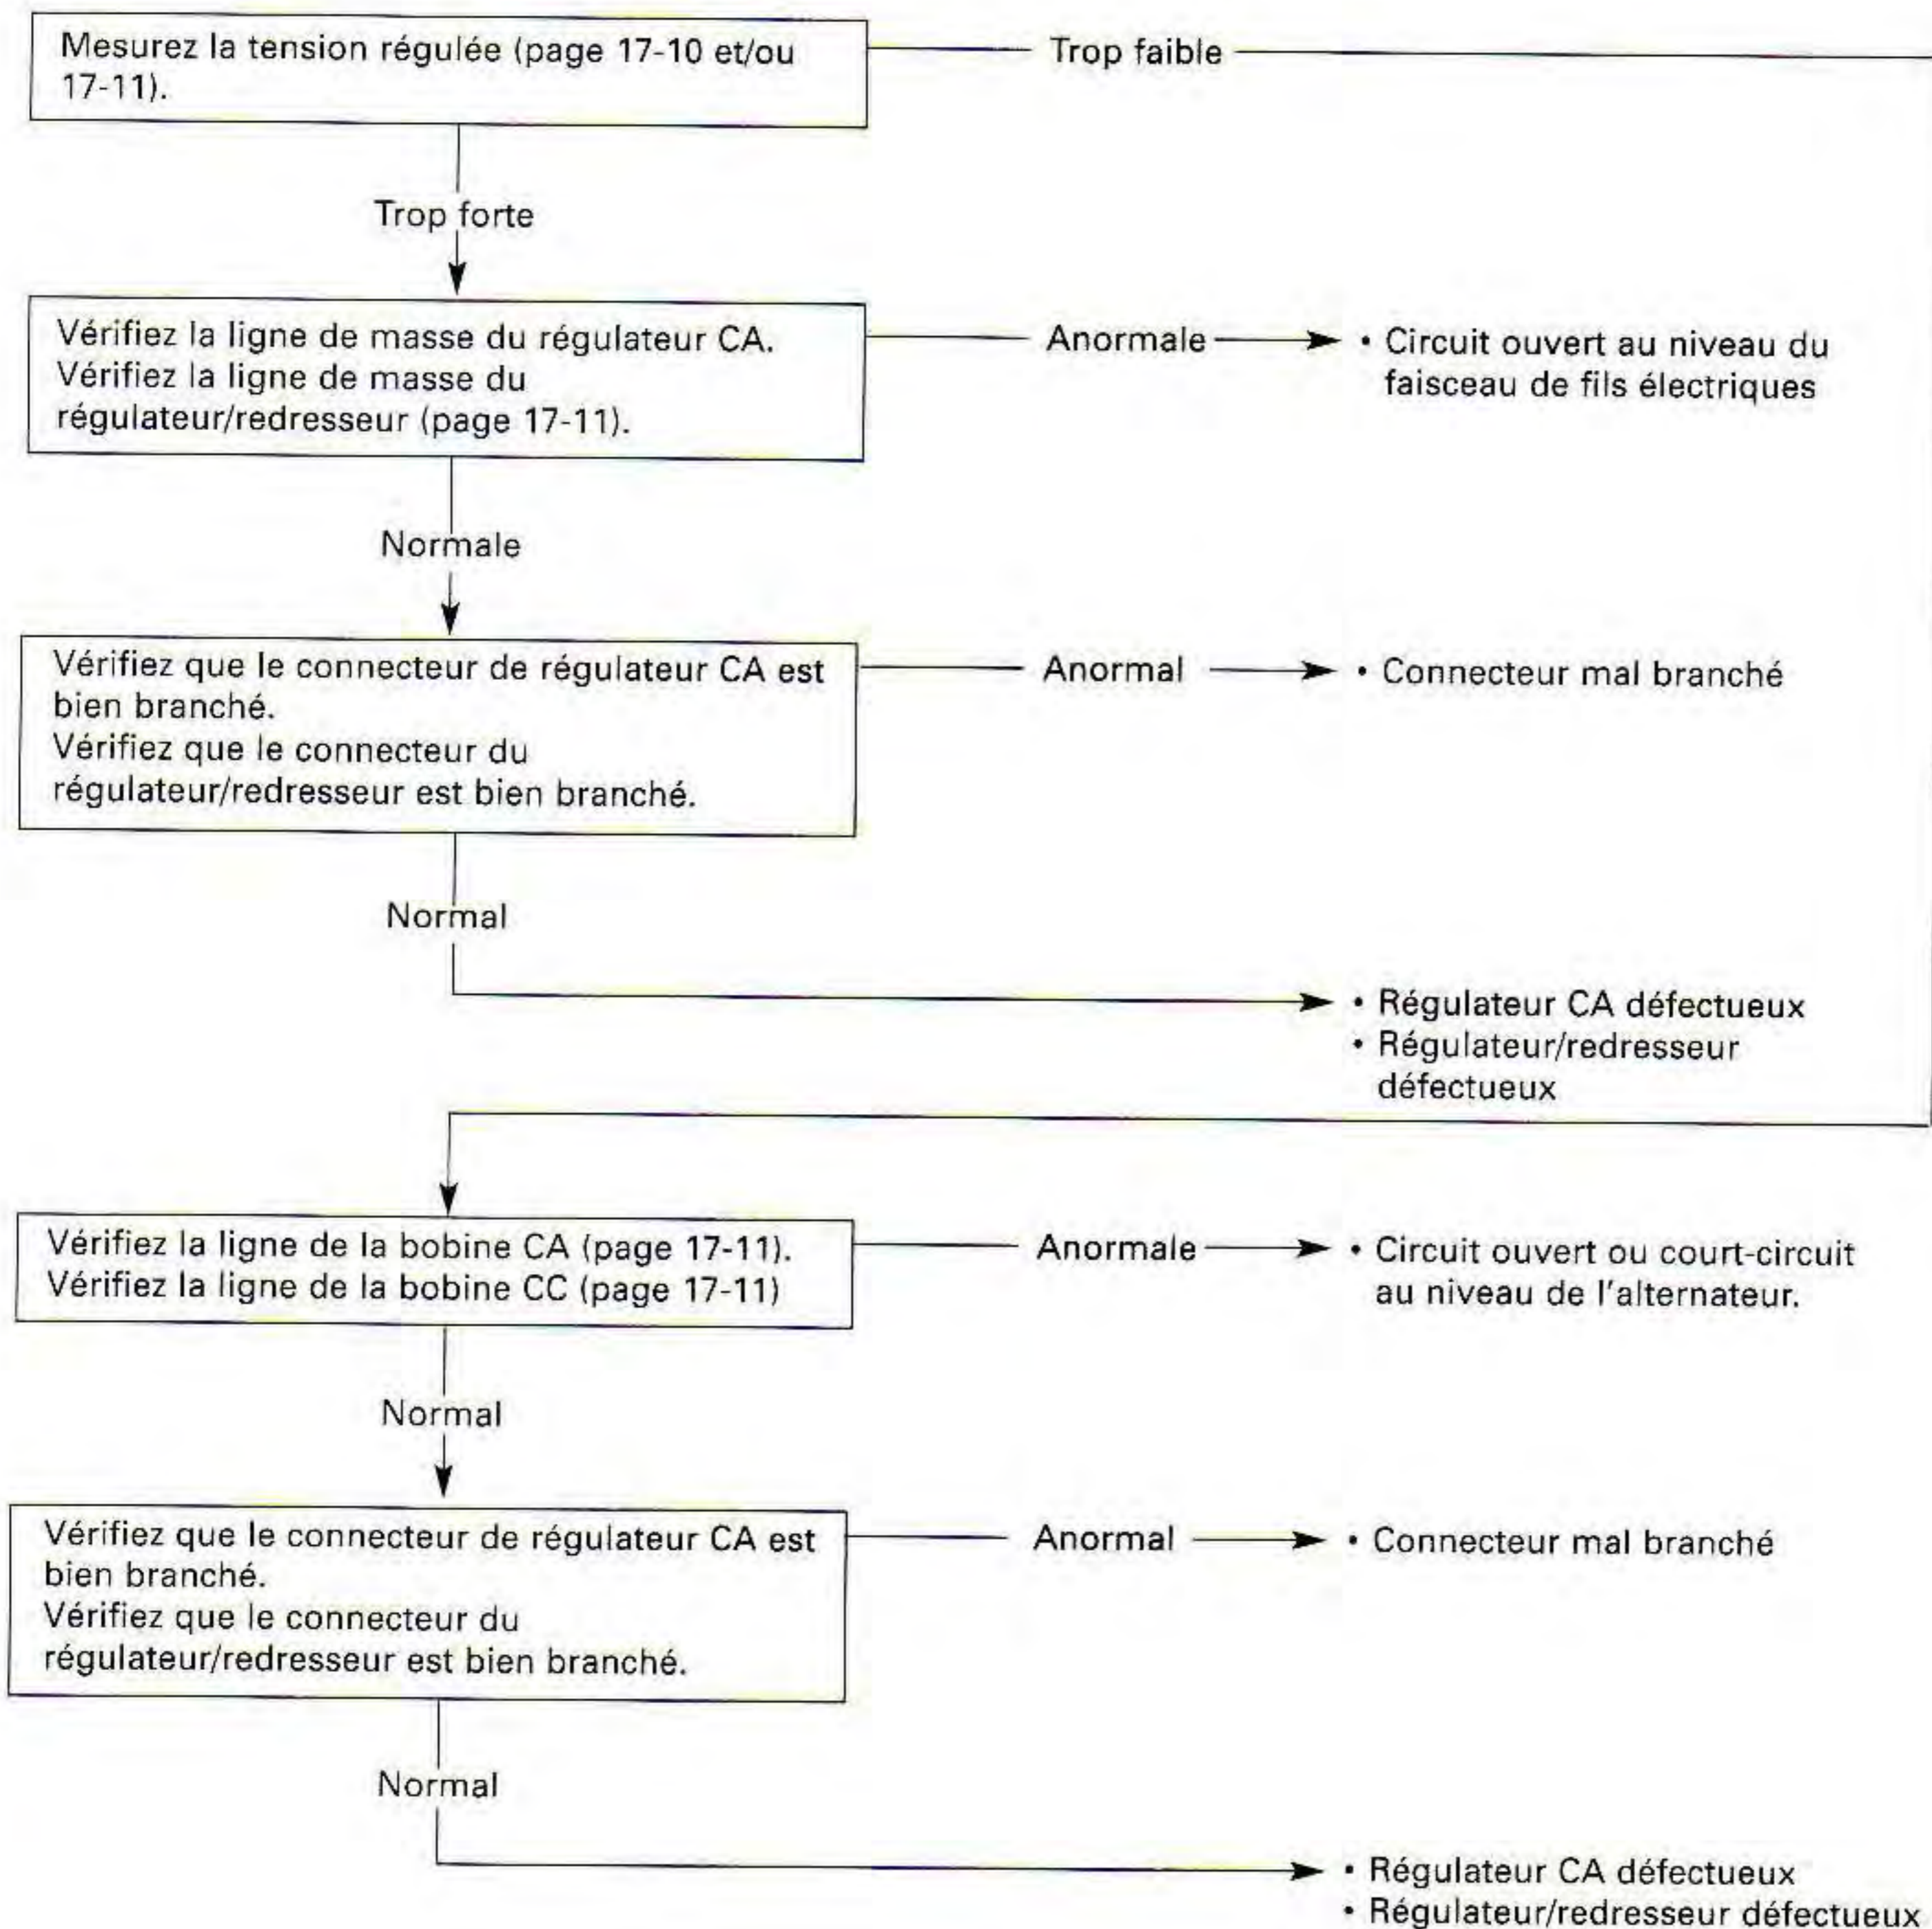 Mesurez la tension régulée (page 17-10 et/ou
17-11).
Trop faible
Trop forte
Vérifiez la ligne de masse du régulateur CA.
Vérifiez la ligne de masse du
régulateur/redresseur (page 17-11).
Anormale
• Circuit ouvert au niveau du
faisceau de fils électriques
Normale
Vérifiez que le connecteur de régulateur CA est
bien branché.
Vérifiez que le connecteur du
régulateur/redresseur est bien branché.
Anormal
• Connecteur mal branché
Normal
• Régulateur CA défectueux
• Régulateur/redresseur
défectueux
Vérifiez la ligne de la bobine CA (page 17-11).
Vérifiez la ligne de la bobine CC (page 17-11)
Anormale
• Circuit ouvert ou court-circuit
au niveau de l'alternateur.
Normal
Vérifiez que le connecteur de régulateur CA est
bien branché.
Vérifiez que le connecteur du
régulateur/redresseur est bien branché.
Anormal
• Connecteur mal branché
Normal
• Régulateur CA défectueux
• Régulateur/redresseur défectueux